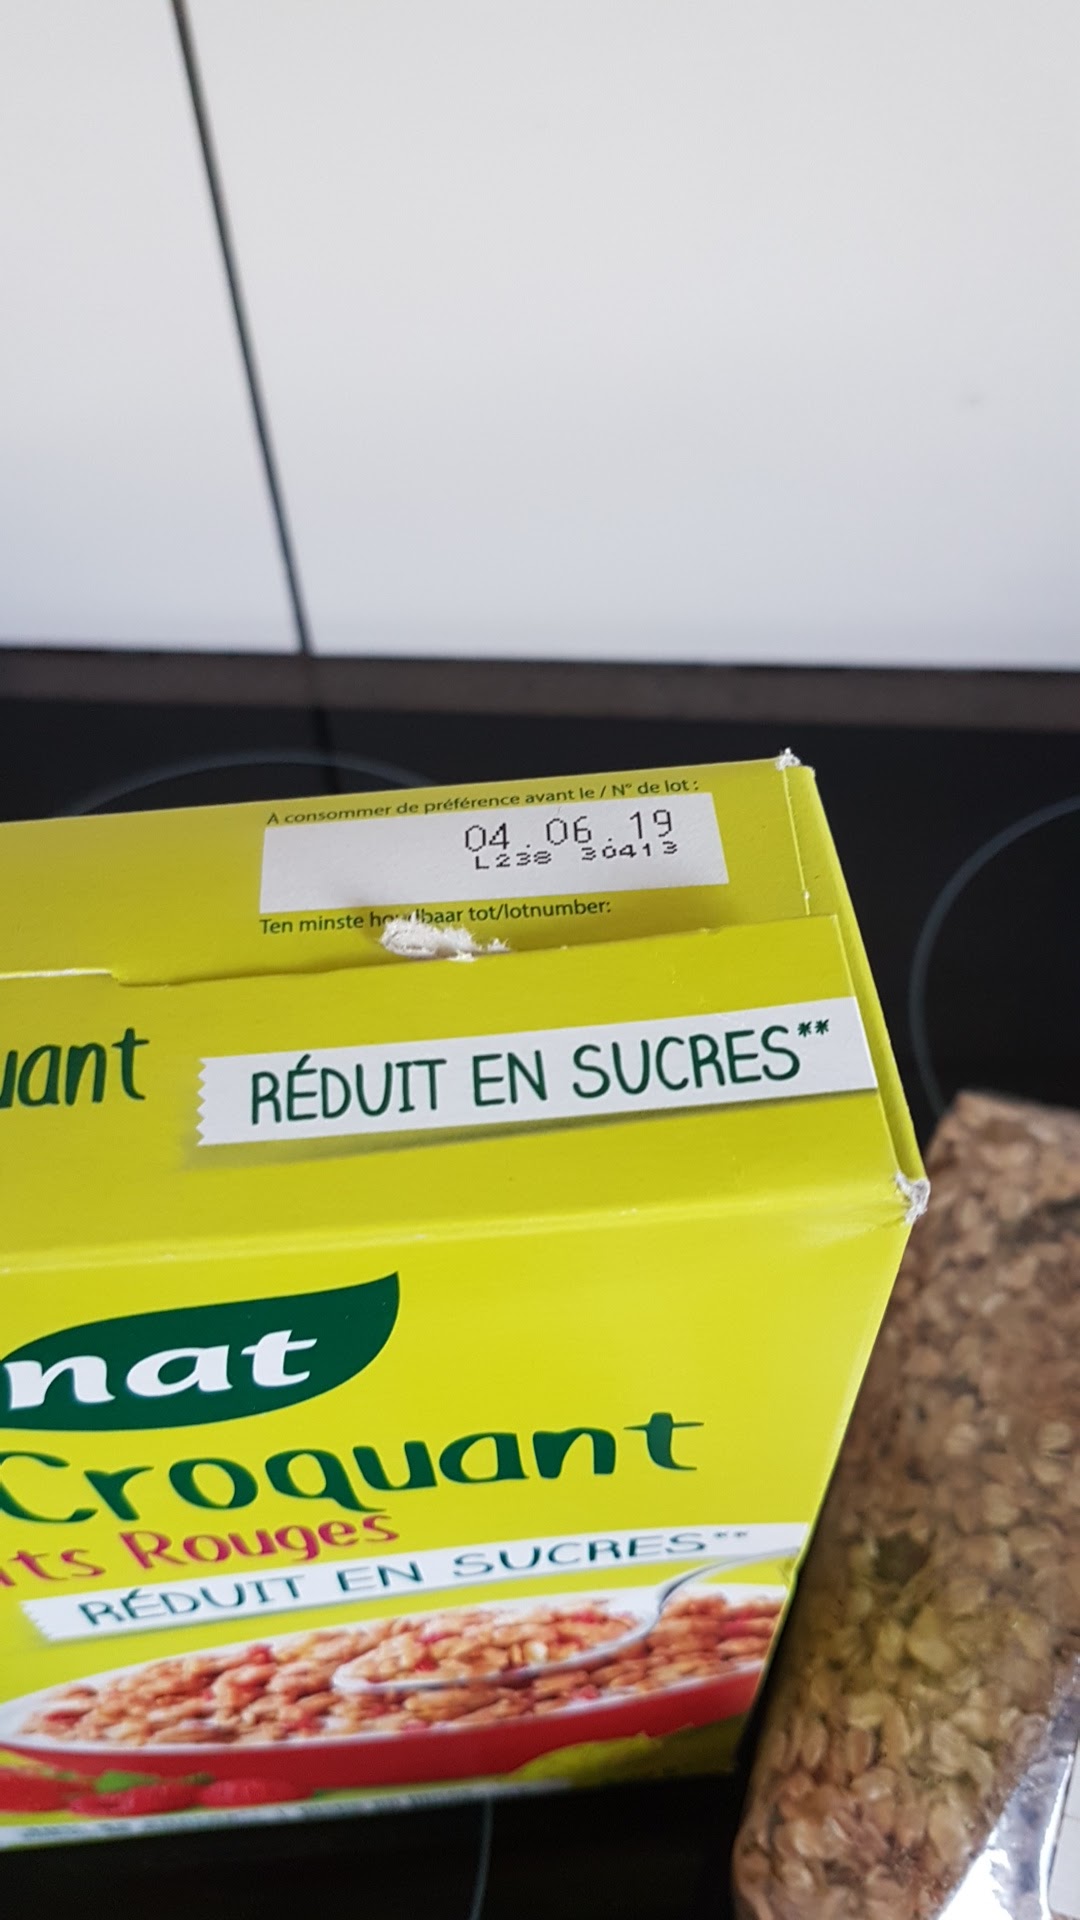 A consommer de préférence avant le / N° de lot :
04.06.19
L238 30413
Ten minste houdbaar tot/lotnumber:
uant
RÉDUIT EN SUCRES**
nat
Croquant
its Rouges
RÉDUIT EN SUCRES**